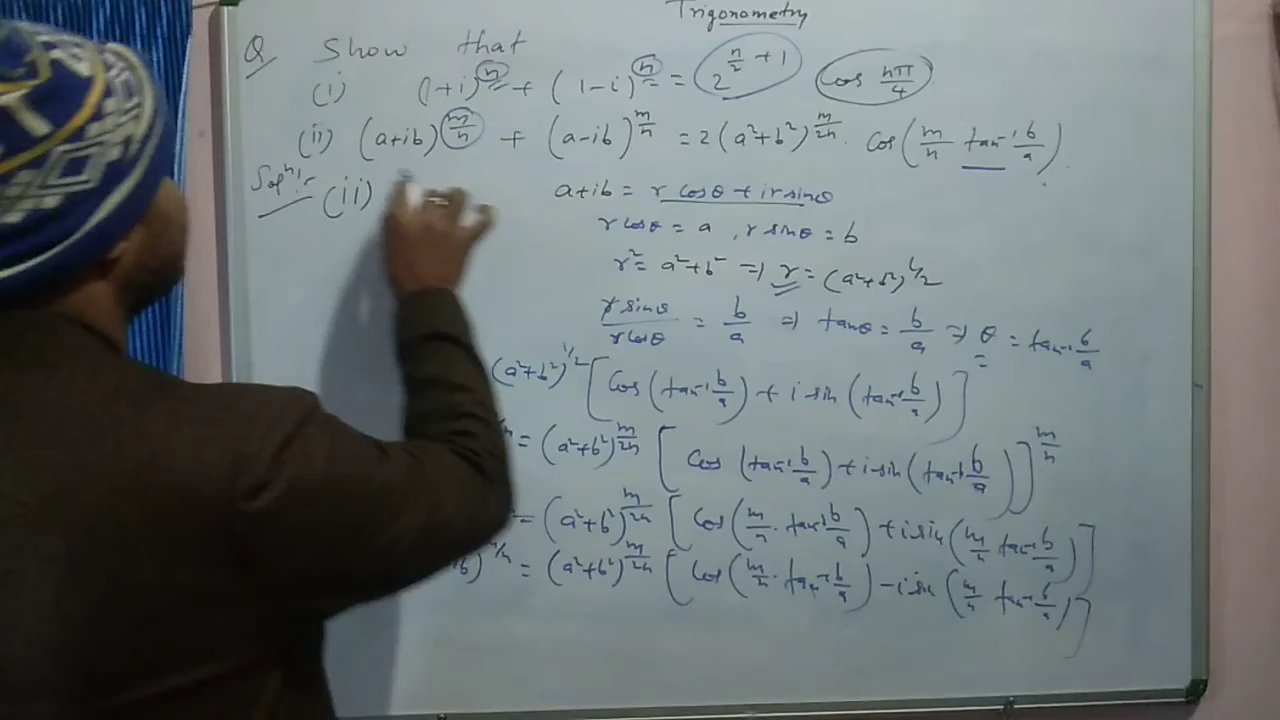 Trigonometry
Q Show that
(i) (1+i)^n + (1-i)^n = 2^(n/2 + 1) cos nπ/4
(ii) (a+ib)^(m/n) + (a-ib)^(m/n) = 2(a²+b²)^(m/2n) . cos(m/n tan⁻¹ b/a).
Solⁿ:- (ii)
a+ib = r cosθ + i r sinθ
r cosθ = a, r sinθ = b
r² = a²+b² ⇒ r = (a²+b²)^(1/2)
r sinθ / r cosθ = b/a ⇒ tanθ = b/a ⇒ θ = tan⁻¹ b/a
(a²+b²)^(1/2) [cos(tan⁻¹ b/a) + i sin(tan⁻¹ b/a)]
= (a²+b²)^(m/2n) [cos(tan⁻¹ b/a) + i sin(tan⁻¹ b/a)]^(m/n)
= (a²+b²)^(m/2n) [cos(m/n . tan⁻¹ b/a) + i sin(m/n tan⁻¹ b/a)]
b)^(m/n) = (a²+b²)^(m/2n) [cos(m/n . tan⁻¹ b/a) - i sin(m/n tan⁻¹ b/a)]